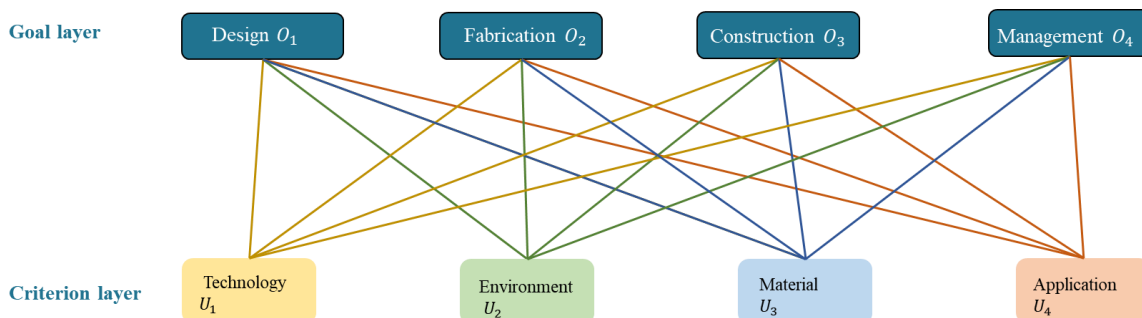 Goal layer
Design O₁
Fabrication O₂
Construction O₃
Management O₄
Criterion layer
Technology
U₁
Environment
U₂
Material
U₃
Application
U₄